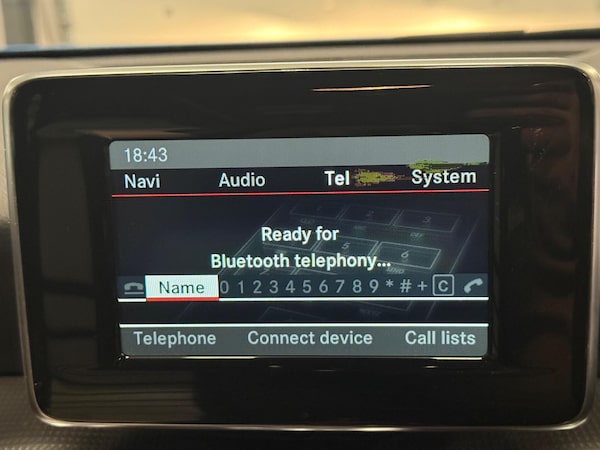 18:43
Navi Audio Tel System
Ready for
Bluetooth telephony...
Name 0 1 2 3 4 5 6 7 8 9 * # + C
Telephone Connect device Call lists